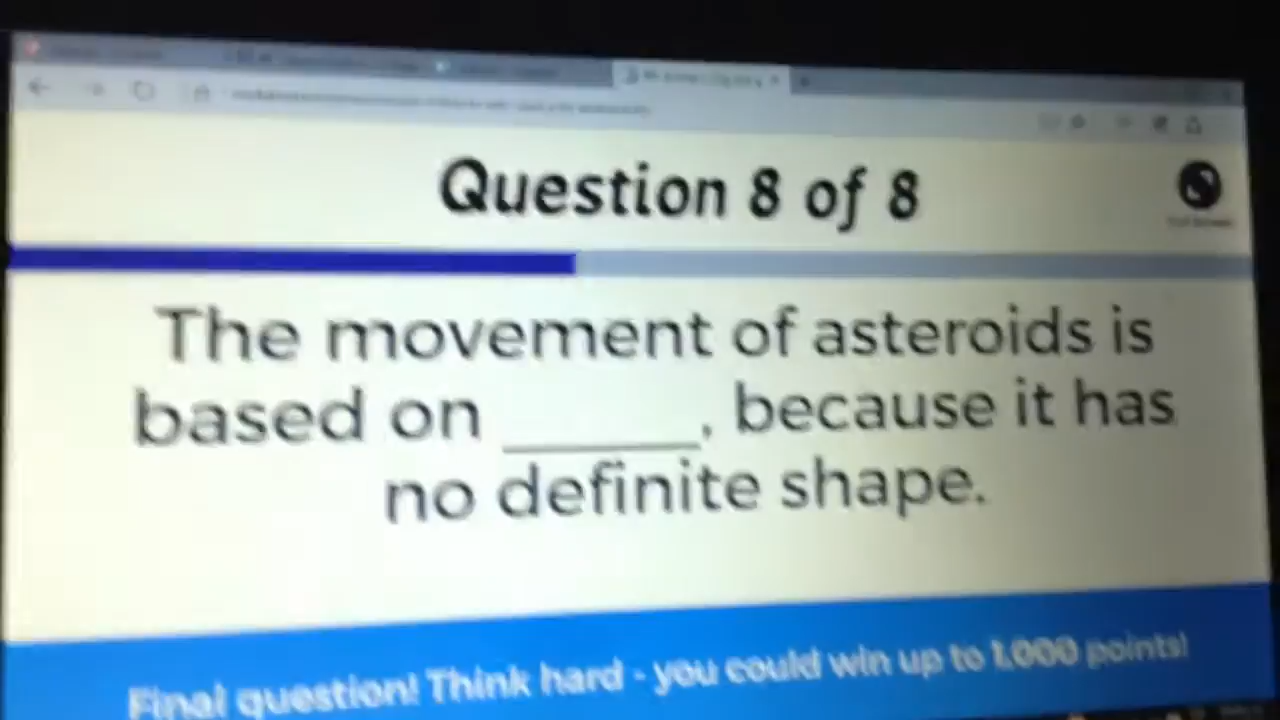 Question 8 of 8
The movement of asteroids is
based on ______, because it has
no definite shape.
Final question! Think hard - you could win up to 1,000 points!